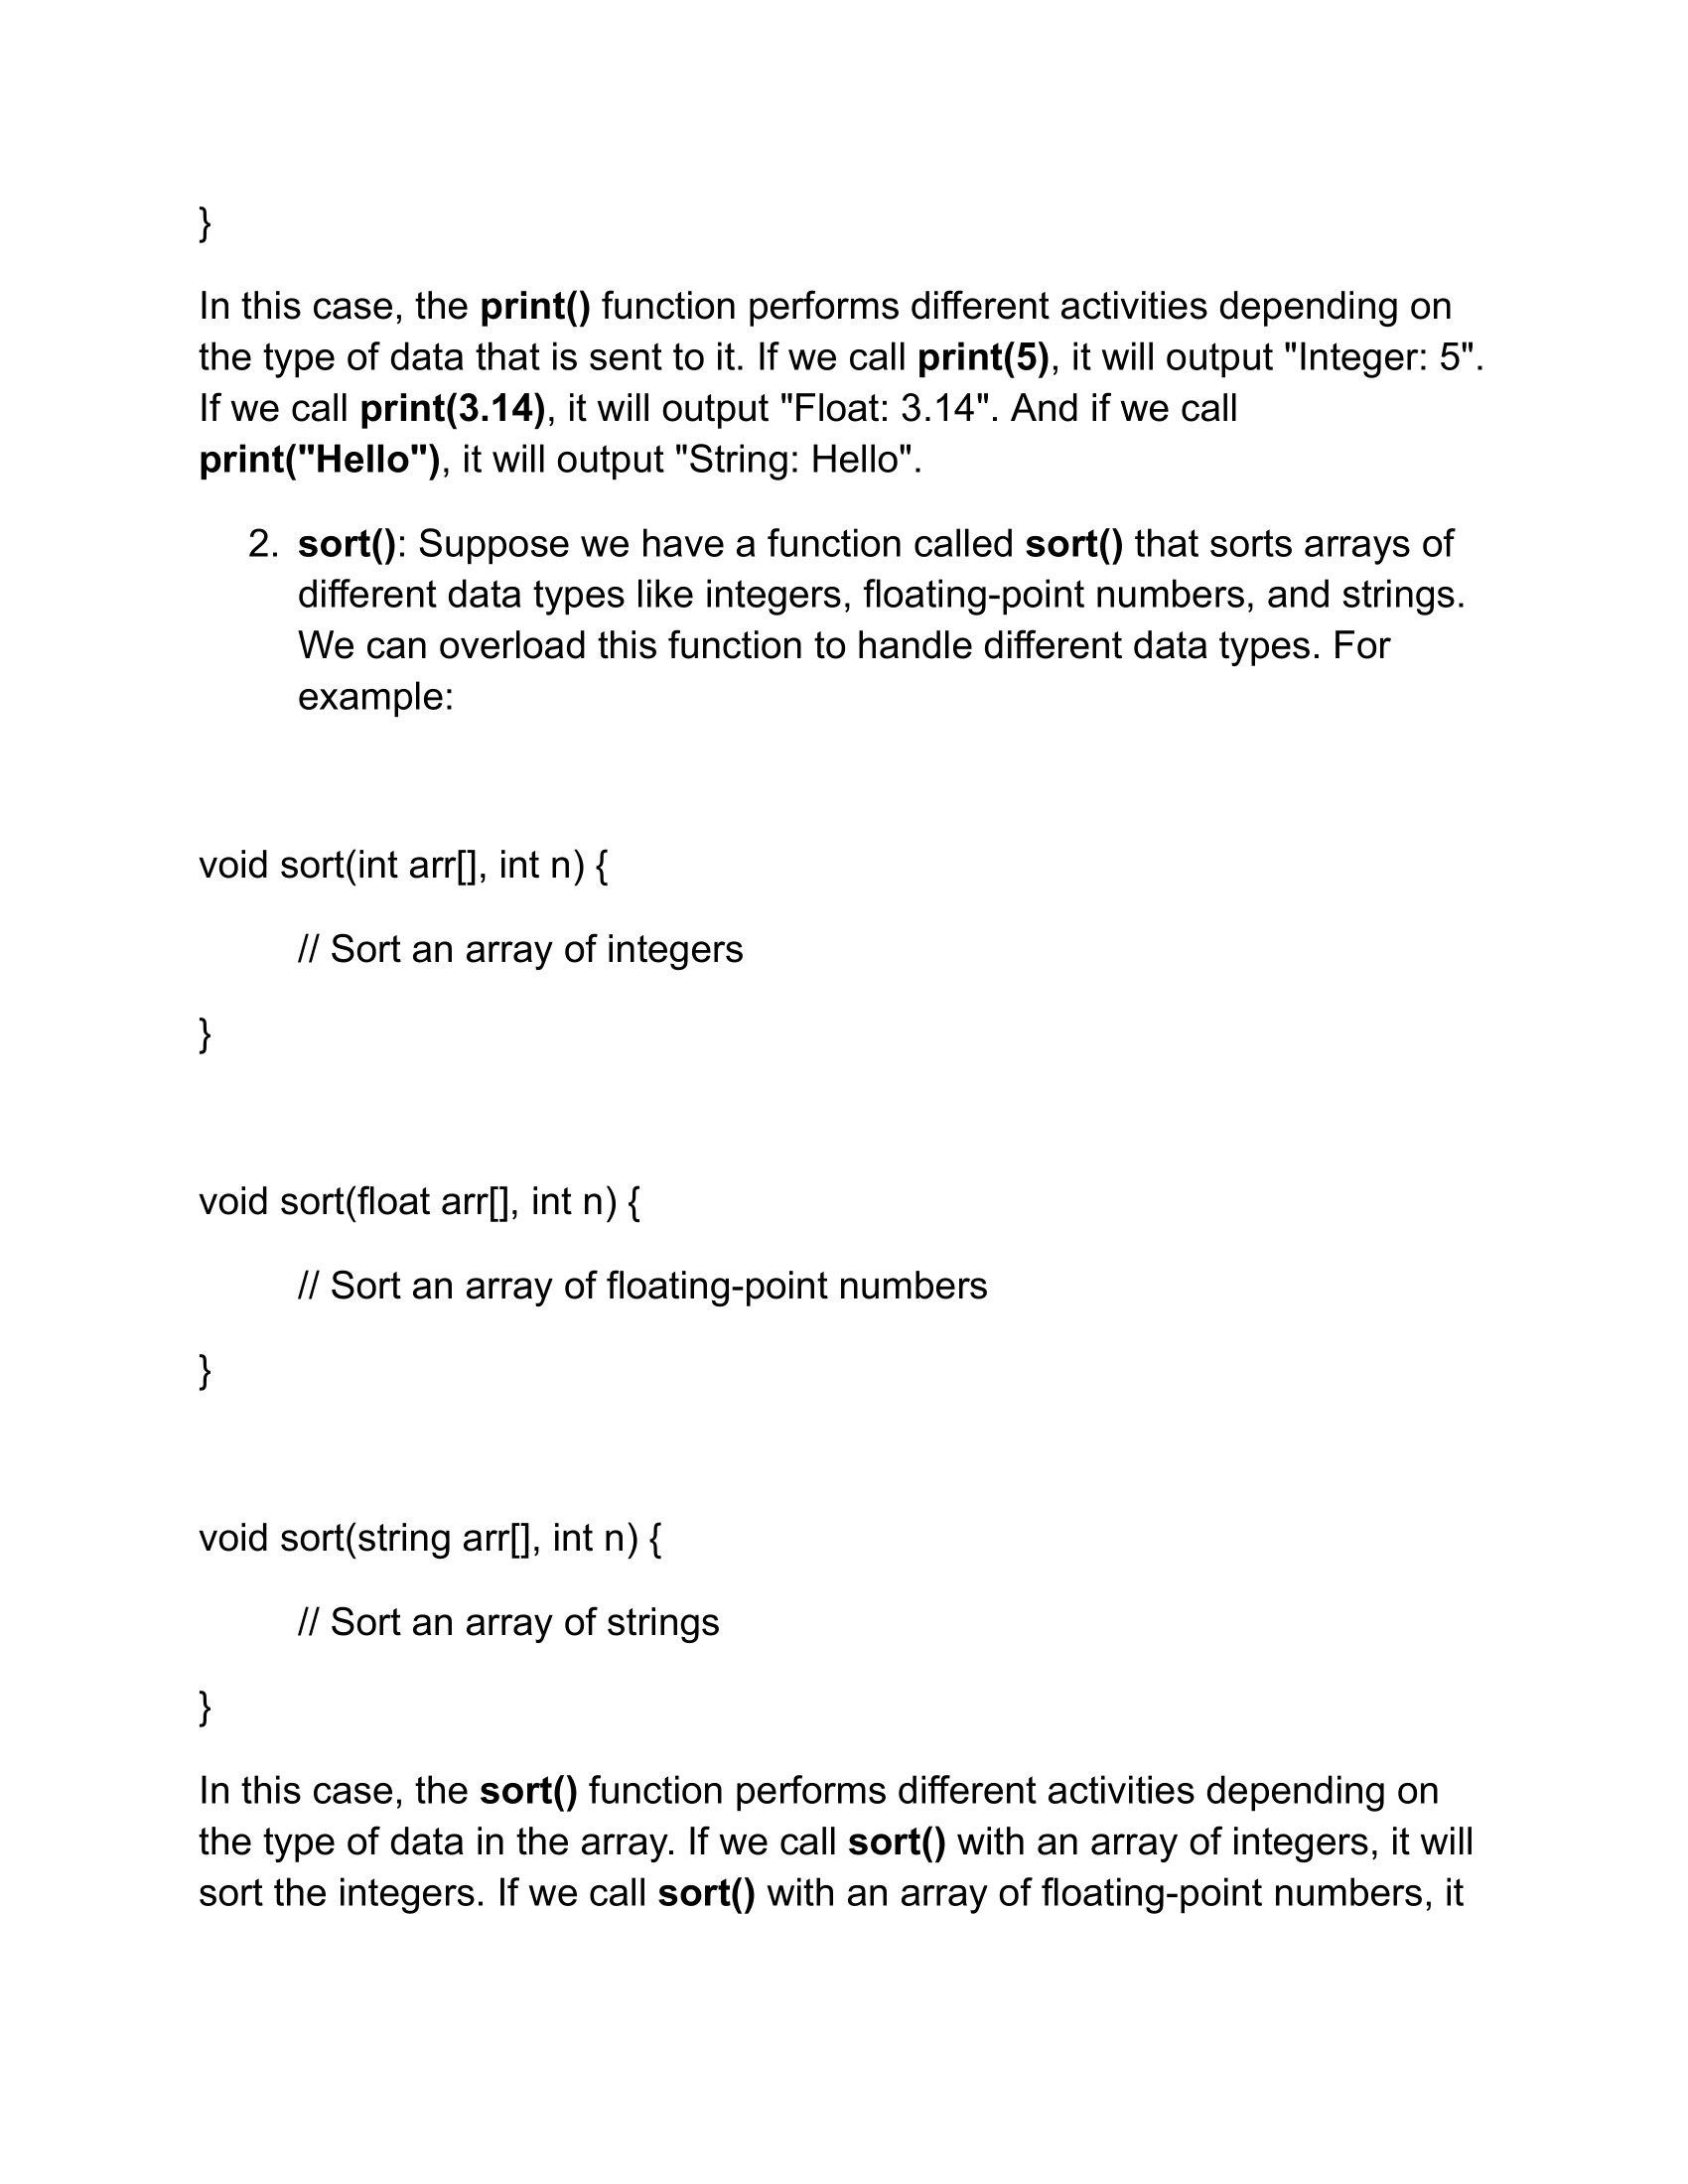 }
In this case, the print() function performs different activities depending on
the type of data that is sent to it. If we call print(5), it will output "Integer: 5".
If we call print(3.14), it will output "Float: 3.14". And if we call
print("Hello"), it will output "String: Hello".
2. sort(): Suppose we have a function called sort() that sorts arrays of
different data types like integers, floating-point numbers, and strings.
We can overload this function to handle different data types. For
example:
void sort(int arr[], int n) {
// Sort an array of integers
}
void sort(float arr[], int n) {
// Sort an array of floating-point numbers
}
void sort(string arr[], int n) {
// Sort an array of strings
}
In this case, the sort() function performs different activities depending on
the type of data in the array. If we call sort() with an array of integers, it will
sort the integers. If we call sort() with an array of floating-point numbers, it